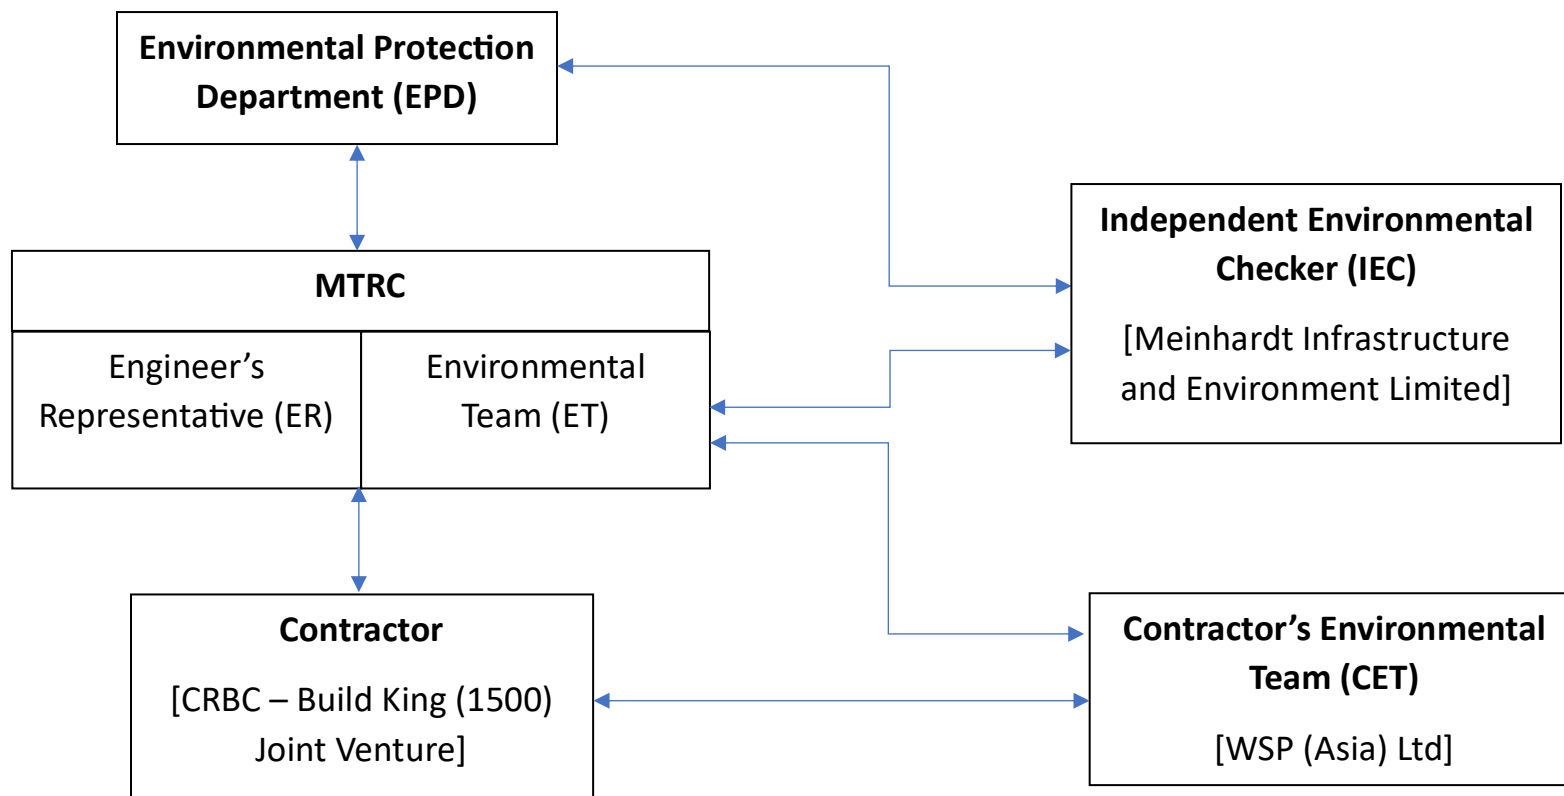 Environmental Protection
Department (EPD)
Independent Environmental
Checker (IEC)
[Meinhardt Infrastructure
and Environment Limited]
MTRC
Engineer’s
Representative (ER)
Environmental
Team (ET)
Contractor
[CRBC – Build King (1500)
Joint Venture]
Contractor’s Environmental
Team (CET)
[WSP (Asia) Ltd]